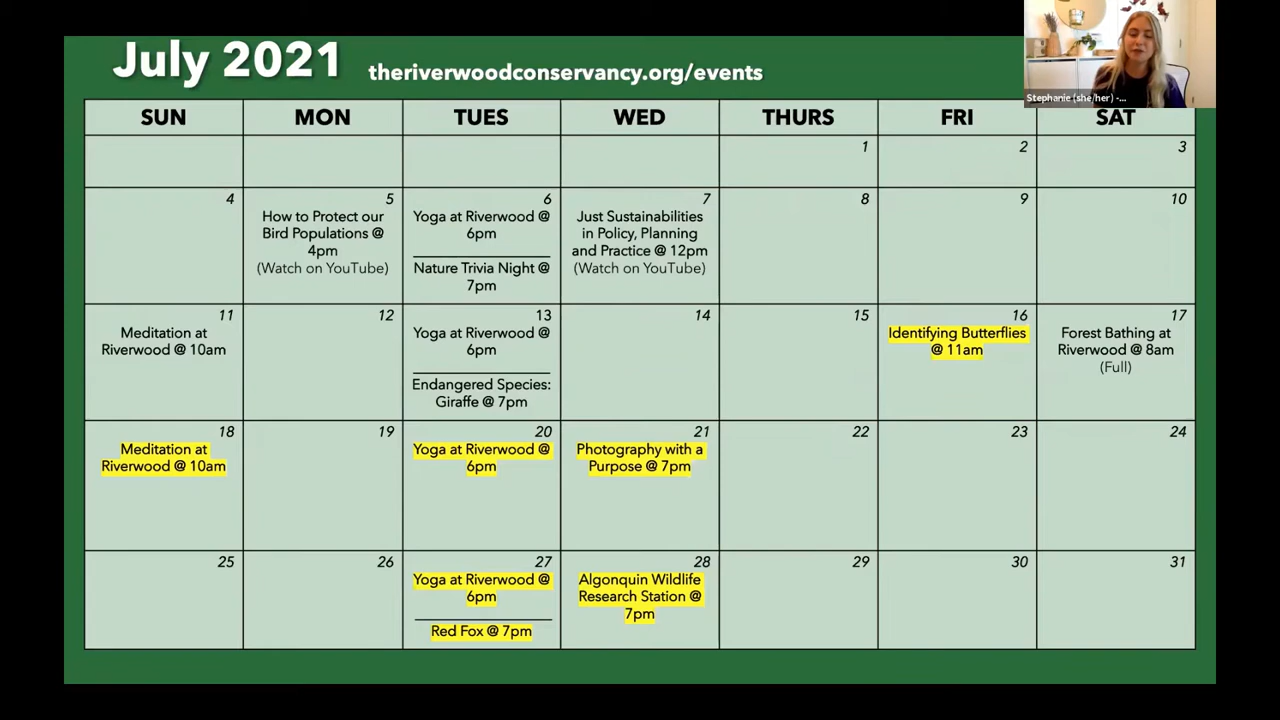 July 2021
theriverwoodconservancy.org/events
Stephanie (she/her) -...
SUN
MON
TUES
WED
THURS
FRI
SAT
1
2
3
4
5
How to Protect our
Bird Populations @
4pm
(Watch on YouTube)
6
Yoga at Riverwood @
6pm
Nature Trivia Night @
7pm
7
Just Sustainabilities
in Policy, Planning
and Practice @ 12pm
(Watch on YouTube)
8
9
10
11
Meditation at
Riverwood @ 10am
12
13
Yoga at Riverwood @
6pm
Endangered Species:
Giraffe @ 7pm
14
15
16
Identifying Butterflies
@ 11am
17
Forest Bathing at
Riverwood @ 8am
(Full)
18
Meditation at
Riverwood @ 10am
19
20
Yoga at Riverwood @
6pm
21
Photography with a
Purpose @ 7pm
22
23
24
25
26
27
Yoga at Riverwood @
6pm
Red Fox @ 7pm
28
Algonquin Wildlife
Research Station @
7pm
29
30
31